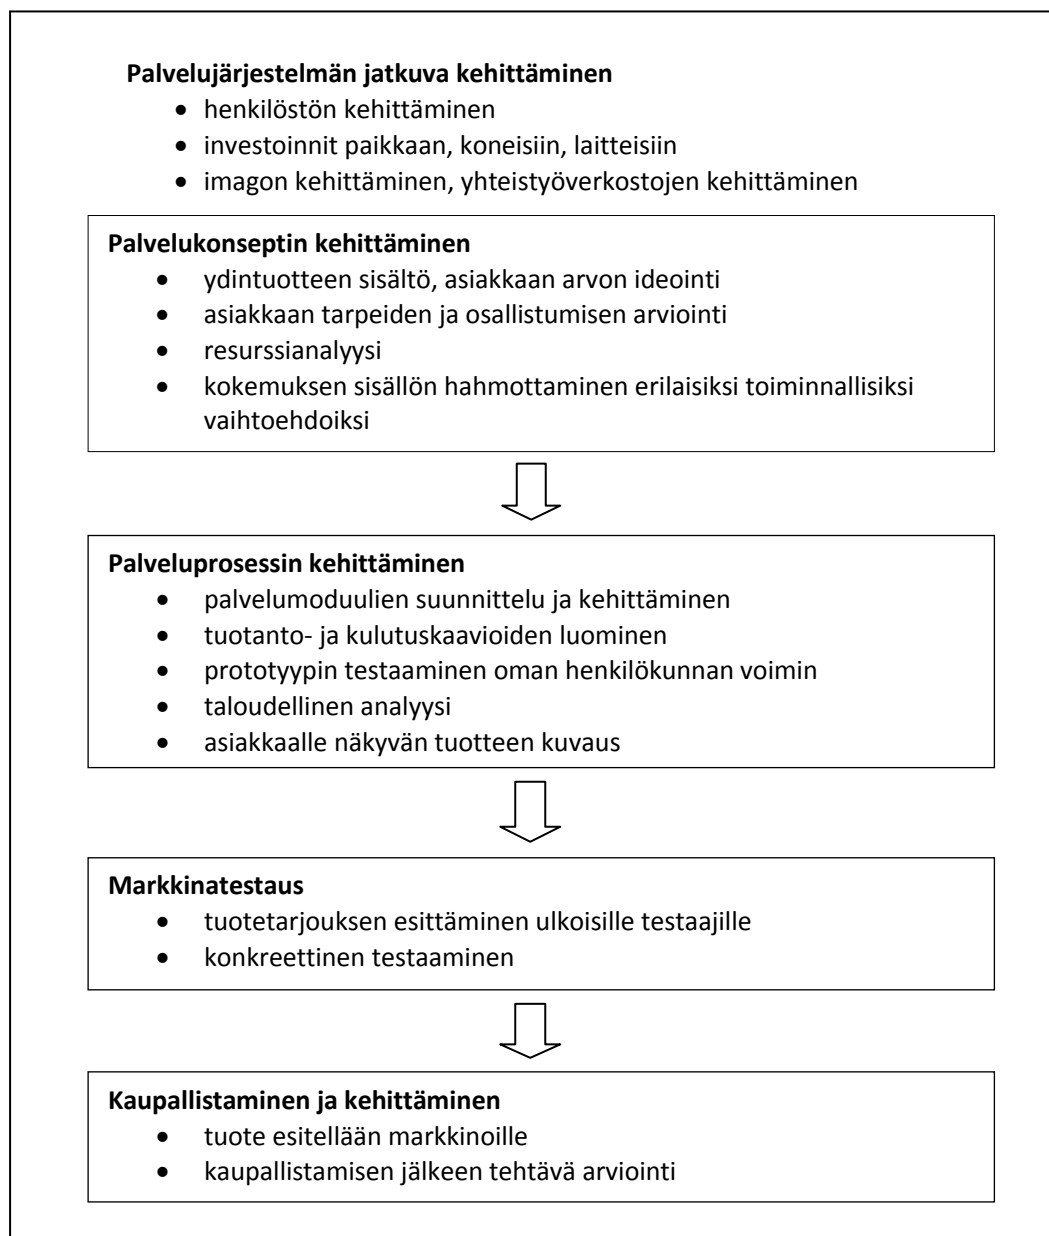 Palvelujärjestelmän jatkuva kehittäminen
• henkilöstön kehittäminen
• investoinnit paikkaan, koneisiin, laitteisiin
• imagon kehittäminen, yhteistyöverkostojen kehittäminen
Palvelukonseptin kehittäminen
• ydintuotteen sisältö, asiakkaan arvon ideointi
• asiakkaan tarpeiden ja osallistumisen arviointi
• resurssianalyysi
• kokemuksen sisällön hahmottaminen erilaisiksi toiminnallisiksi
vaihtoehdoiksi
Palveluprosessin kehittäminen
• palvelumoduulien suunnittelu ja kehittäminen
• tuotanto- ja kulutuskaavioiden luominen
• prototyypin testaaminen oman henkilökunnan voimin
• taloudellinen analyysi
• asiakkaalle näkyvän tuotteen kuvaus
Markkinatestaus
• tuotetarjouksen esittäminen ulkoisille testaajille
• konkreettinen testaaminen
Kaupallistaminen ja kehittäminen
• tuote esitellään markkinoille
• kaupallistamisen jälkeen tehtävä arviointi